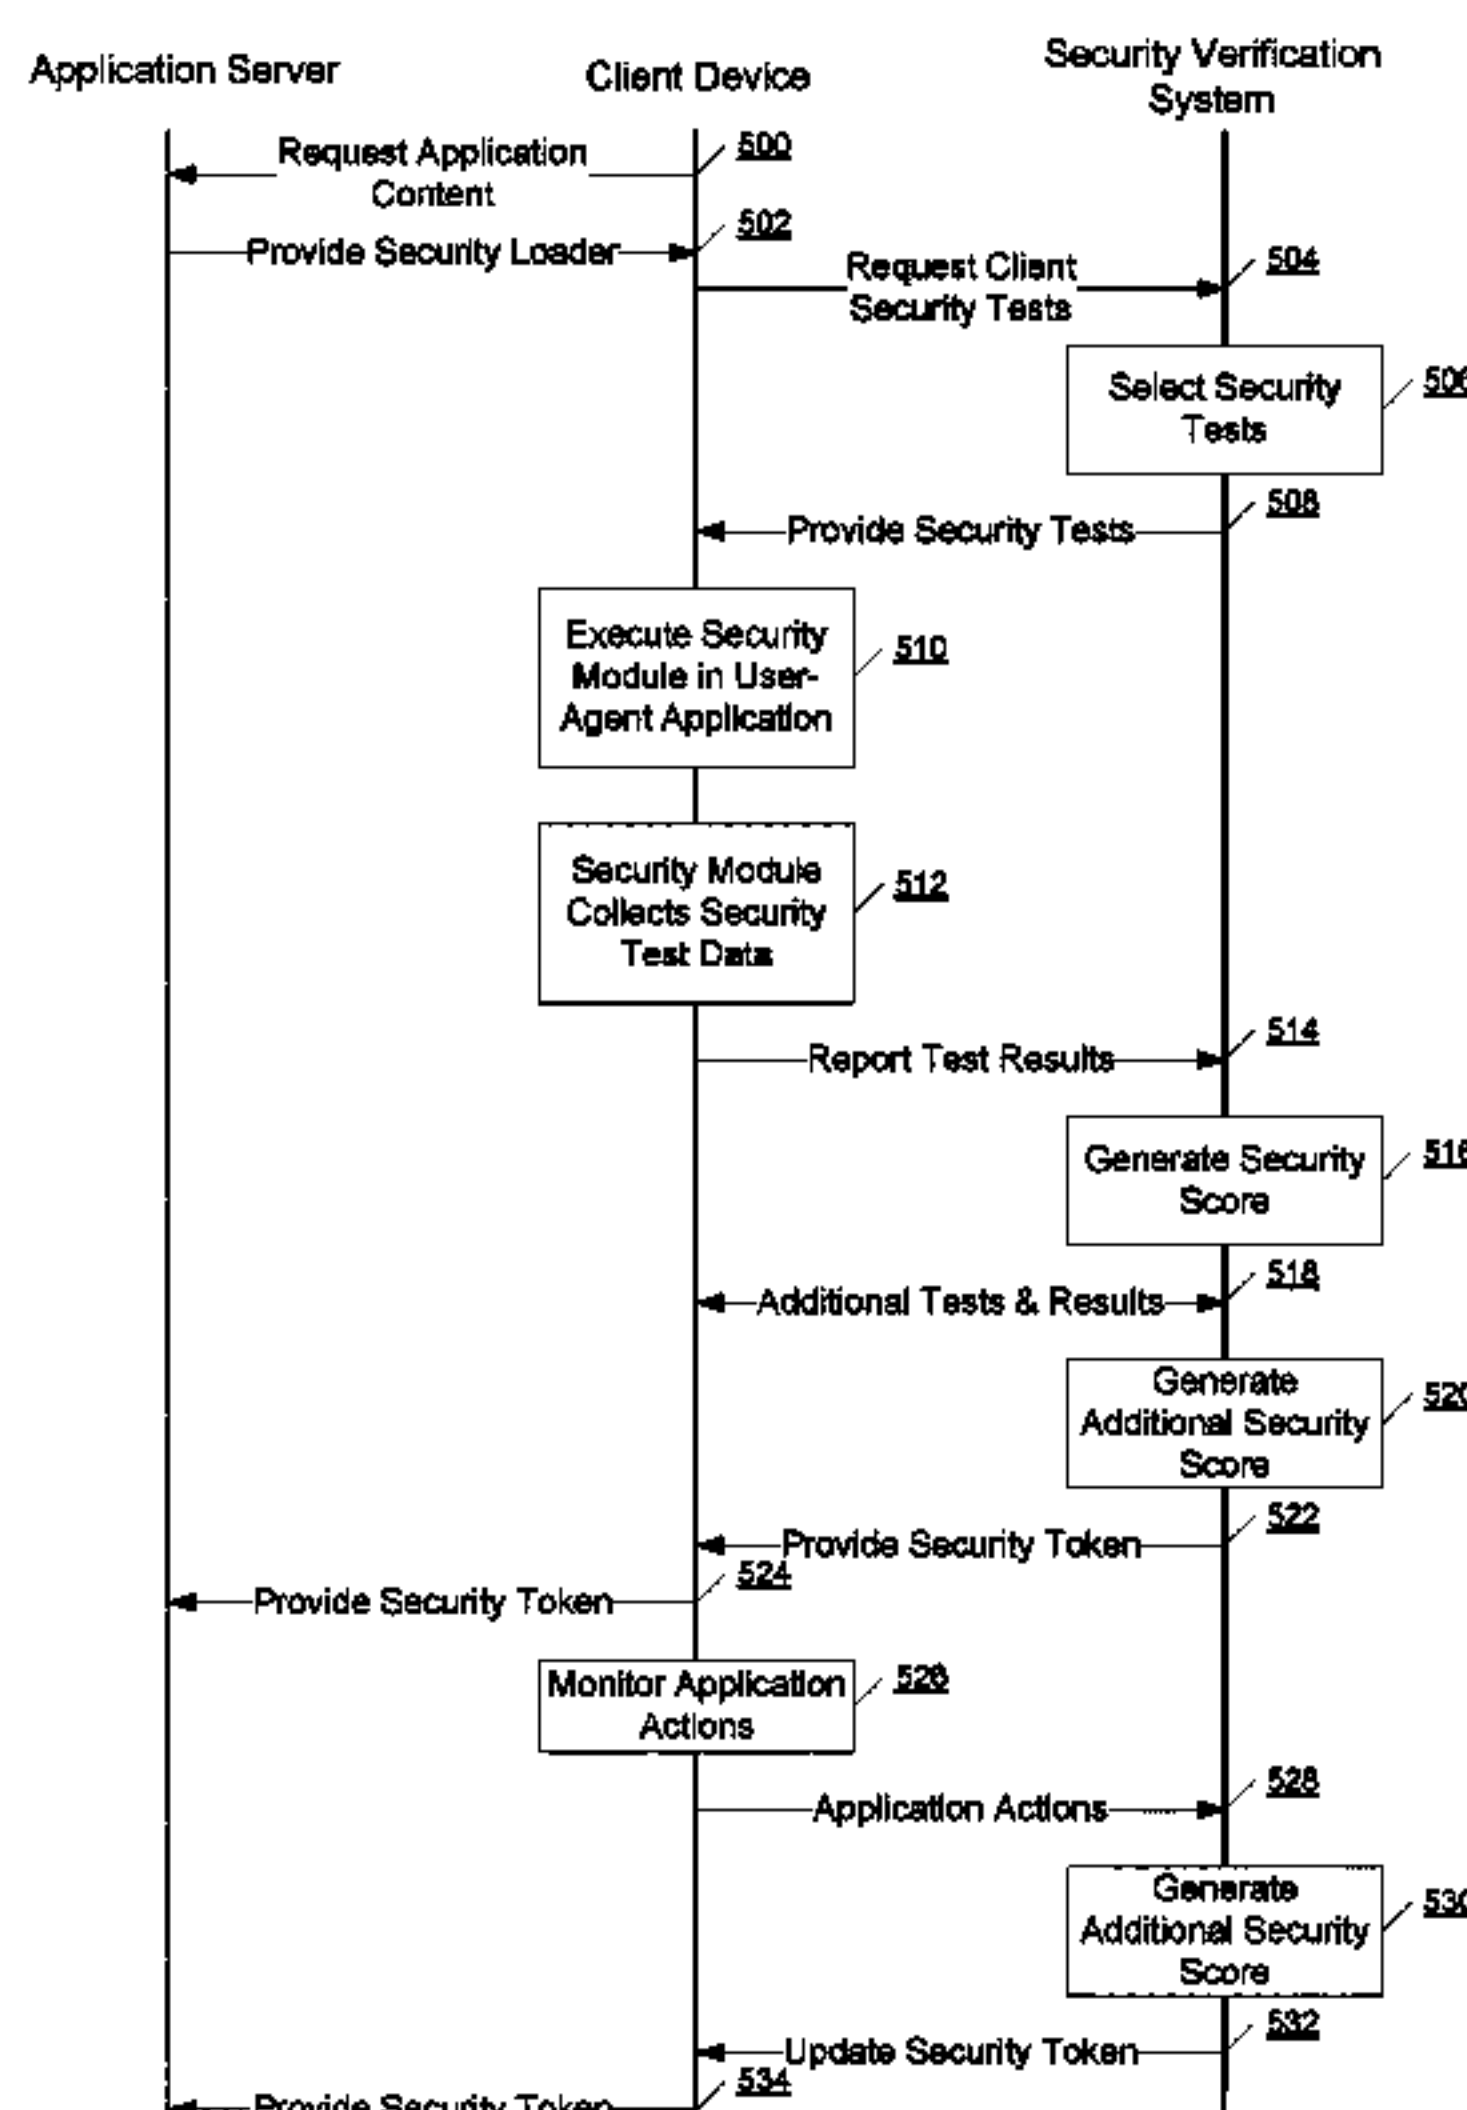 Application Server
Client Device
Security Verification
System
500
Request Application
Content
502
Provide Security Loader
504
Request Client
Security Tests
506
Select Security
Tests
508
Provide Security Tests
510
Execute Security
Module in User-
Agent Application
512
Security Module
Collects Security
Test Data
514
Report Test Results
516
Generate Security
Score
518
Additional Tests & Results
520
Generate
Additional Security
Score
522
Provide Security Token
524
Provide Security Token
526
Monitor Application
Actions
528
Application Actions
530
Generate
Additional Security
Score
532
Update Security Token
534
Provide Security Token